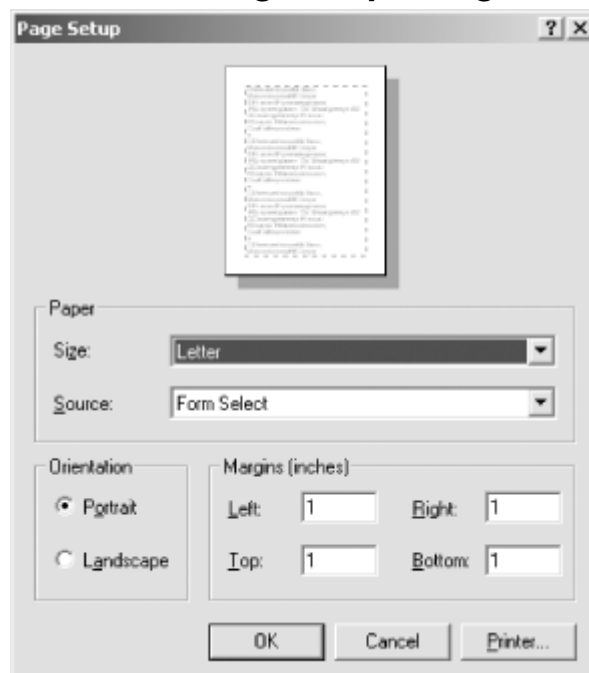 Page Setup
Paper
Size: Letter
Source: Form Select
Orientation
Portrait
Landscape
Margins (inches)
Left: 1 Right: 1
Top: 1 Bottom: 1
OK Cancel Printer...